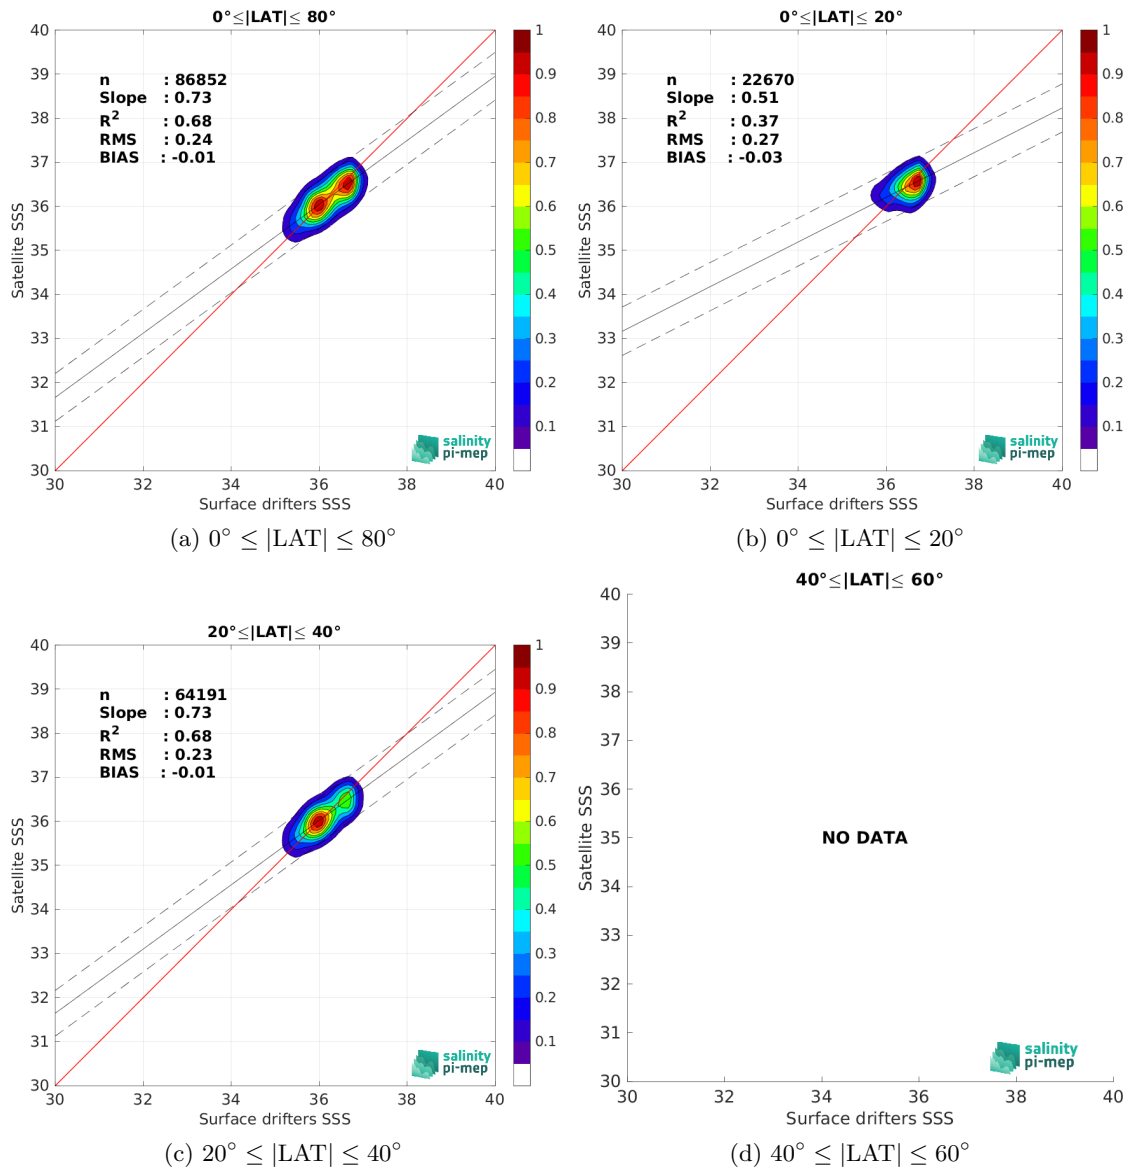 0°≤|LAT|≤ 80°
40
39
38
37
36
35
34
33
32
31
30
Satellite SSS
n : 86852
Slope : 0.73
R2 : 0.68
RMS : 0.24
BIAS : -0.01
salinity
pi-mep
30 32 34 36 38 40
Surface drifters SSS
1
0.9
0.8
0.7
0.6
0.5
0.4
0.3
0.2
0.1
(a) 0° ≤ |LAT| ≤ 80°
0°≤|LAT|≤ 20°
40
39
38
37
36
35
34
33
32
31
30
Satellite SSS
n : 22670
Slope : 0.51
R2 : 0.37
RMS : 0.27
BIAS : -0.03
salinity
pi-mep
30 32 34 36 38 40
Surface drifters SSS
1
0.9
0.8
0.7
0.6
0.5
0.4
0.3
0.2
0.1
(b) 0° ≤ |LAT| ≤ 20°
20°≤|LAT|≤ 40°
40
39
38
37
36
35
34
33
32
31
30
Satellite SSS
n : 64191
Slope : 0.73
R2 : 0.68
RMS : 0.23
BIAS : -0.01
salinity
pi-mep
30 32 34 36 38 40
Surface drifters SSS
1
0.9
0.8
0.7
0.6
0.5
0.4
0.3
0.2
0.1
(c) 20° ≤ |LAT| ≤ 40°
40°≤|LAT|≤ 60°
40
39
38
37
36
35
34
33
32
31
30
Satellite SSS
NO DATA
salinity
pi-mep
30 32 34 36 38 40
Surface drifters SSS
(d) 40° ≤ |LAT| ≤ 60°